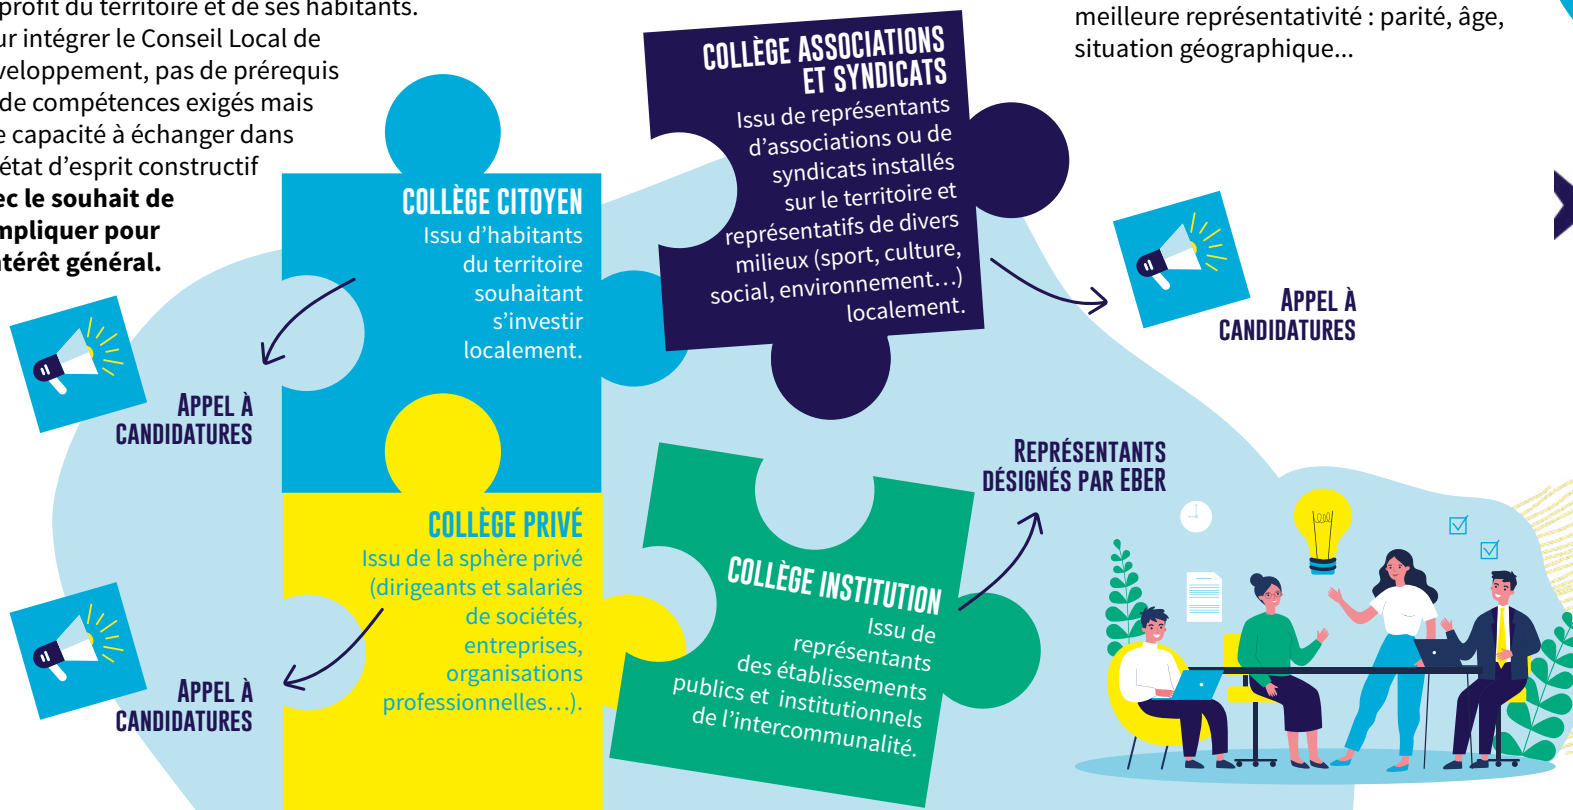 profit du territoire et de ses habitants.
ur intégrer le Conseil Local de
veloppement, pas de prérequis
de compétences exigés mais
e capacité à échanger dans
état d'esprit constructif
ec le souhait de
mpliquer pour
ntérêt général.
meilleure représentativité : parité, âge,
situation géographique...
COLLÈGE ASSOCIATIONS
ET SYNDICATS
Issu de représentants
d'associations ou de
syndicats installés
sur le territoire et
représentatifs de divers
milieux (sport, culture,
social, environnement…)
localement.
APPEL À
CANDIDATURES
COLLÈGE CITOYEN
Issu d'habitants
du territoire
souhaitant
s'investir
localement.
APPEL À
CANDIDATURES
COLLÈGE PRIVÉ
Issu de la sphère privé
(dirigeants et salariés
de sociétés,
entreprises,
organisations
professionnelles…).
APPEL À
CANDIDATURES
COLLÈGE INSTITUTION
Issu de
représentants
des établissements
publics et institutionnels
de l'intercommunalité.
REPRÉSENTANTS
DÉSIGNÉS PAR EBER